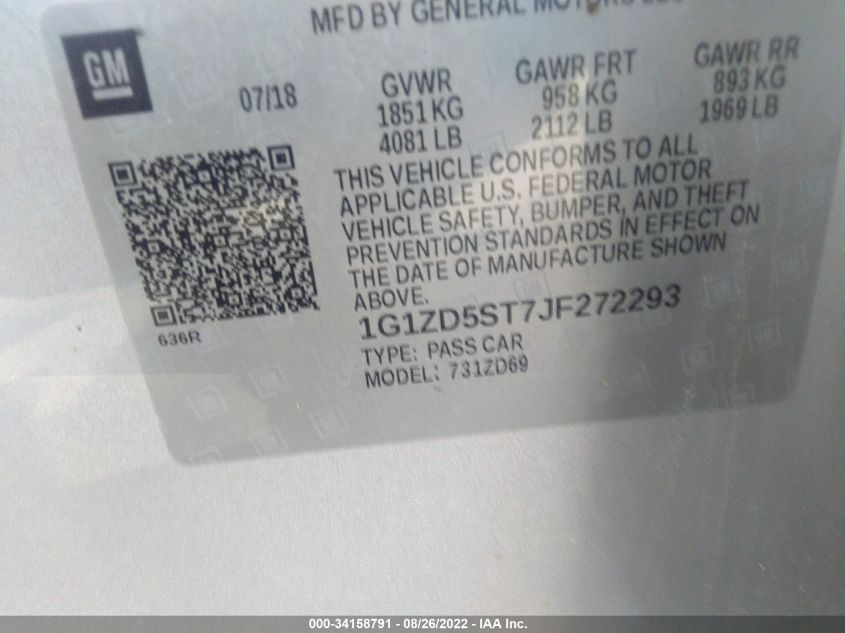 MFD BY GENERAL MOTORS LLC
GM
07/18
GVWR
1851 KG
4081 LB
GAWR FRT
958 KG
2112 LB
GAWR RR
893 KG
1969 LB
THIS VEHICLE CONFORMS TO ALL
APPLICABLE U.S. FEDERAL MOTOR
VEHICLE SAFETY, BUMPER, AND THEFT
PREVENTION STANDARDS IN EFFECT ON
THE DATE OF MANUFACTURE SHOWN
ABOVE.
1G1ZD5ST7JF272293
TYPE: PASS CAR
MODEL: 731ZD69
636R
000-34158791 - 08/26/2022 - IAA Inc.